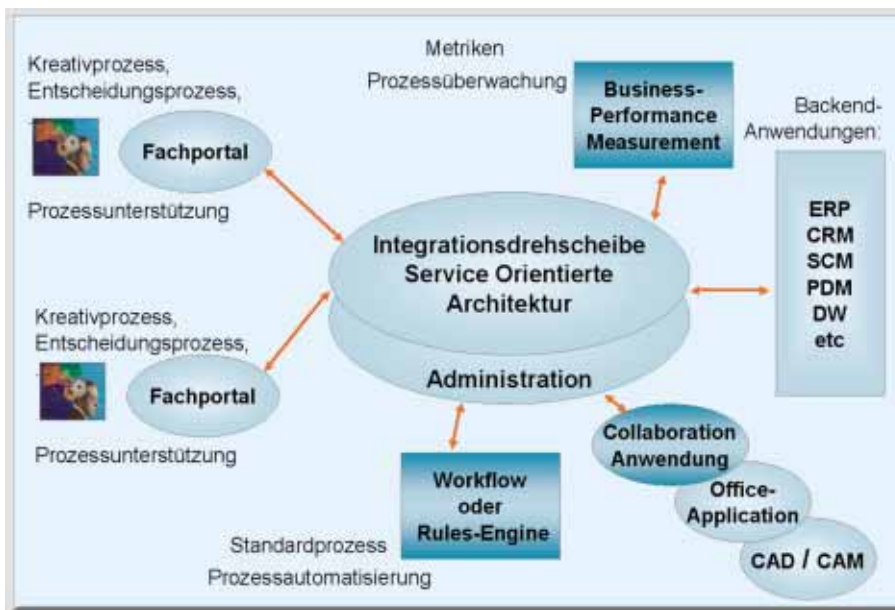 Kreativprozess,
Entscheidungsprozess,
Fachportal
Prozessunterstützung
Kreativprozess,
Entscheidungsprozess,
Fachportal
Prozessunterstützung
Metriken
Prozessüberwachung
Business-
Performance
Measurement
Backend-
Anwendungen:
ERP
CRM
SCM
PDM
DW
etc
Integrationsdrehscheibe
Service Orientierte
Architektur
Administration
Workflow
oder
Rules-Engine
Standardprozess
Prozessautomatisierung
Collaboration
Anwendung
Office-
Application
CAD / CAM